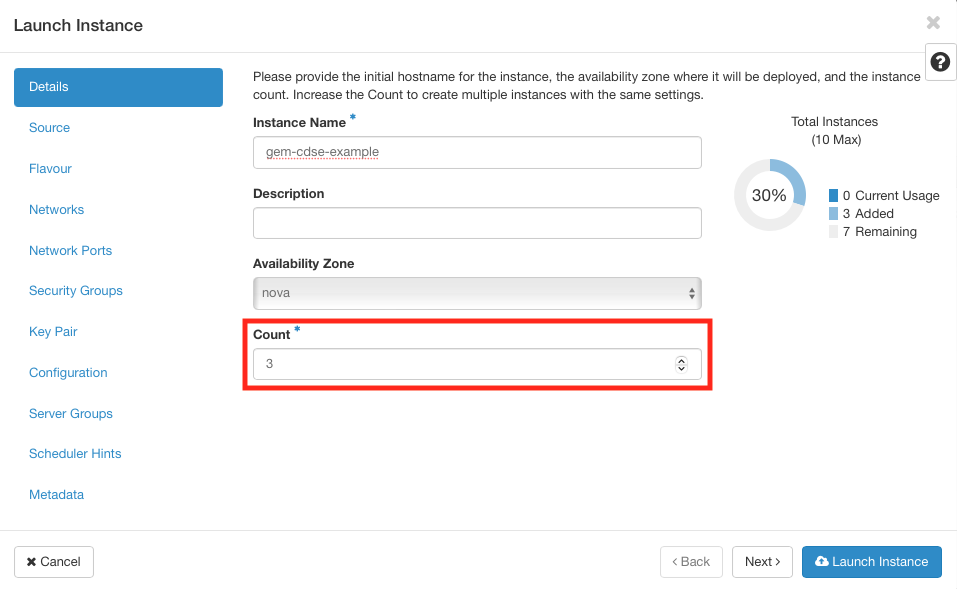 Launch Instance
Details
Source
Flavour
Networks
Network Ports
Security Groups
Key Pair
Configuration
Server Groups
Scheduler Hints
Metadata
Please provide the initial hostname for the instance, the availability zone where it will be deployed, and the instance
count. Increase the Count to create multiple instances with the same settings.
Instance Name *
gem-cdse-example
Description
Availability Zone
nova
Count *
3
Total Instances
(10 Max)
30%
0 Current Usage
3 Added
7 Remaining
Cancel
Back
Next
Launch Instance